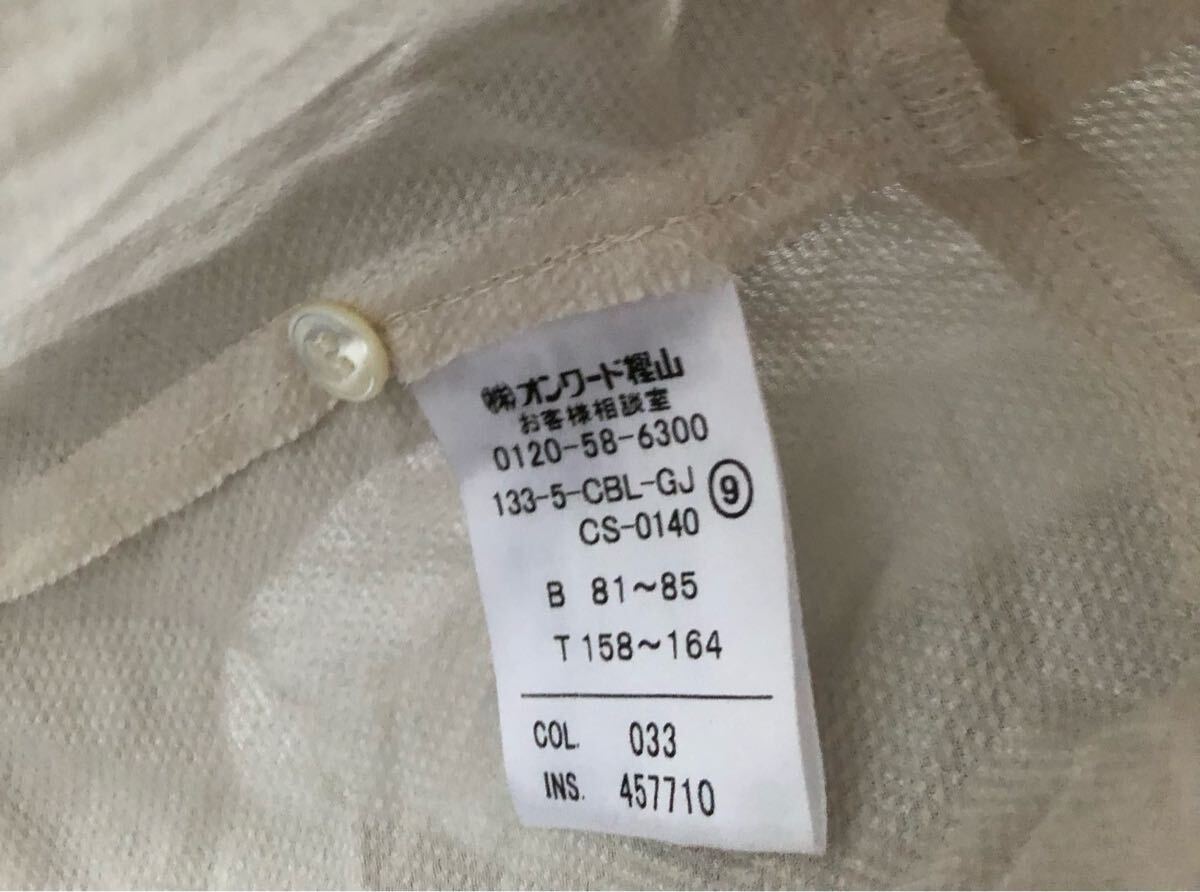 ㈱オンワード樫山
お客様相談室
0120-58-6300
133-5-CBL-GJ ⑨
CS-0140
B 81～85
T 158～164
COL. 033
INS. 457710